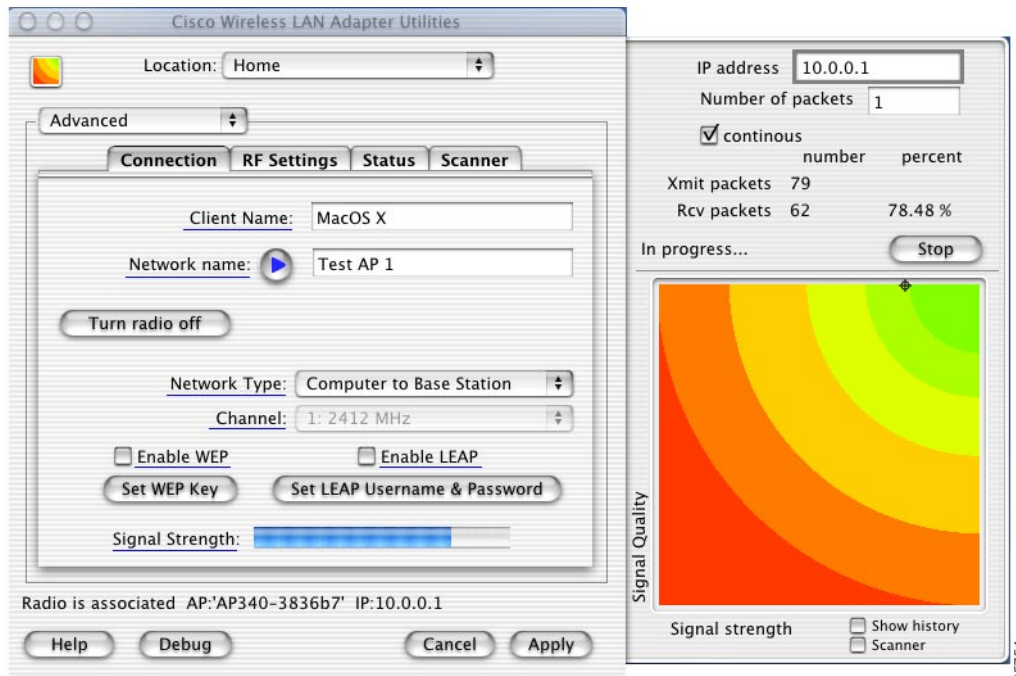 Cisco Wireless LAN Adapter Utilities
Location: Home
Advanced
Connection RF Settings Status Scanner
Client Name: MacOS X
Network name: Test AP 1
Turn radio off
Network Type: Computer to Base Station
Channel: 1: 2412 MHz
Enable WEP Enable LEAP
Set WEP Key Set LEAP Username & Password
Signal Strength:
Radio is associated AP:'AP340-3836b7' IP:10.0.0.1
Help Debug Cancel Apply
IP address 10.0.0.1
Number of packets 1
continous
number percent
Xmit packets 79
Rcv packets 62 78.48 %
In progress... Stop
Signal Quality
Signal strength
Show history
Scanner